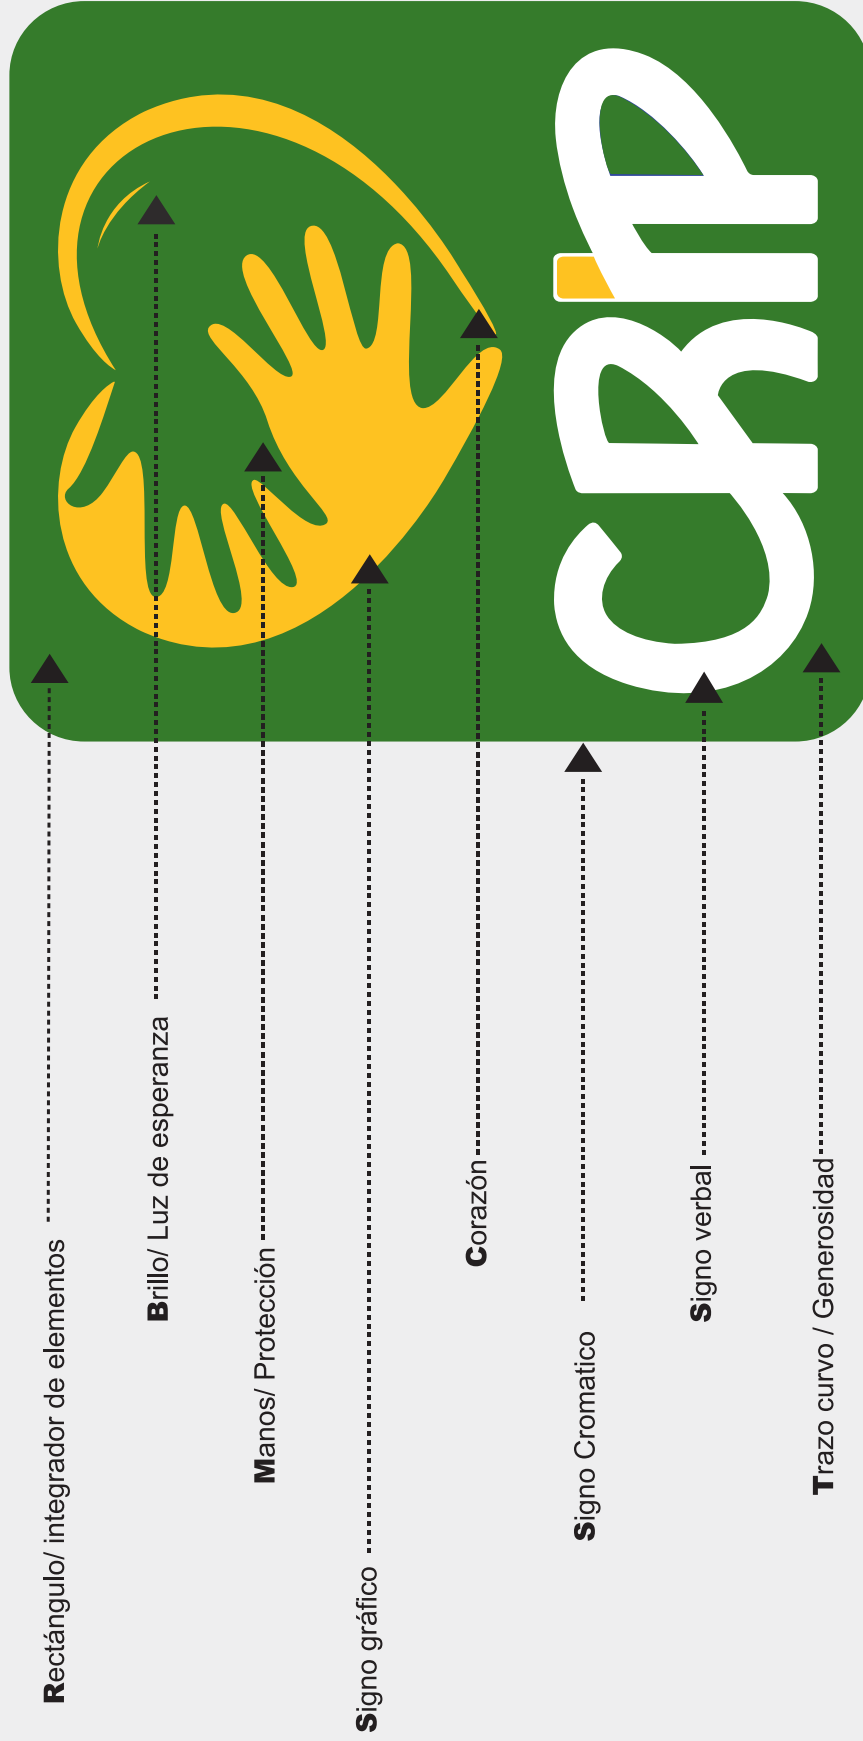 Rectángulo/ integrador de elementos
Brillo/ Luz de esperanza
Manos/ Protección
Signo gráfico
Corazón
Signo Cromatico
Signo verbal
Trazo curvo / Generosidad
CRiP